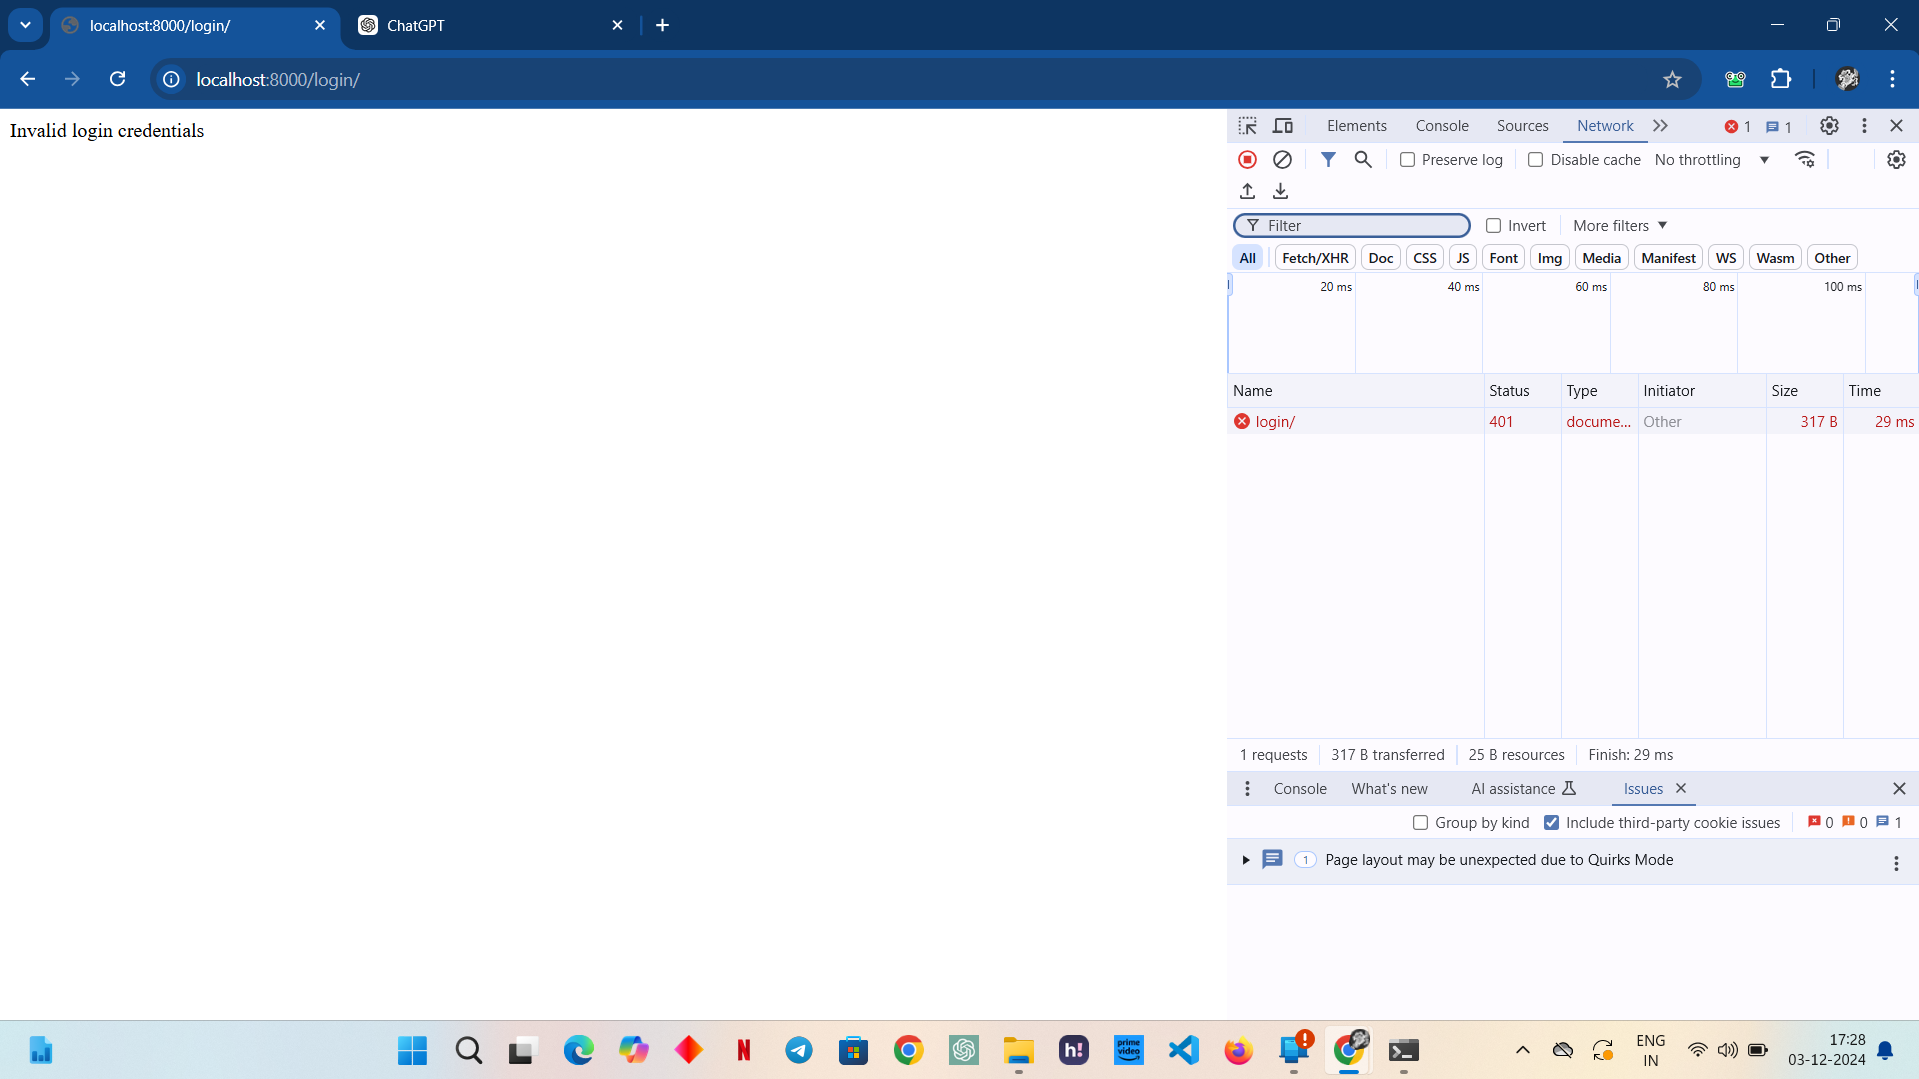 localhost:8000/login/
ChatGPT
localhost:8000/login/
Invalid login credentials
Elements Console Sources Network 1 1
Preserve log Disable cache No throttling
Filter Invert More filters
All Fetch/XHR Doc CSS JS Font Img Media Manifest WS Wasm Other
20 ms 40 ms 60 ms 80 ms 100 ms
Name Status Type Initiator Size Time
login/ 401 docume... Other 317 B 29 ms
1 requests 317 B transferred 25 B resources Finish: 29 ms
Console What's new AI assistance Issues
Group by kind Include third-party cookie issues 0 0 1
1 Page layout may be unexpected due to Quirks Mode
N
h!
prime
video
ENG
IN
17:28
03-12-2024